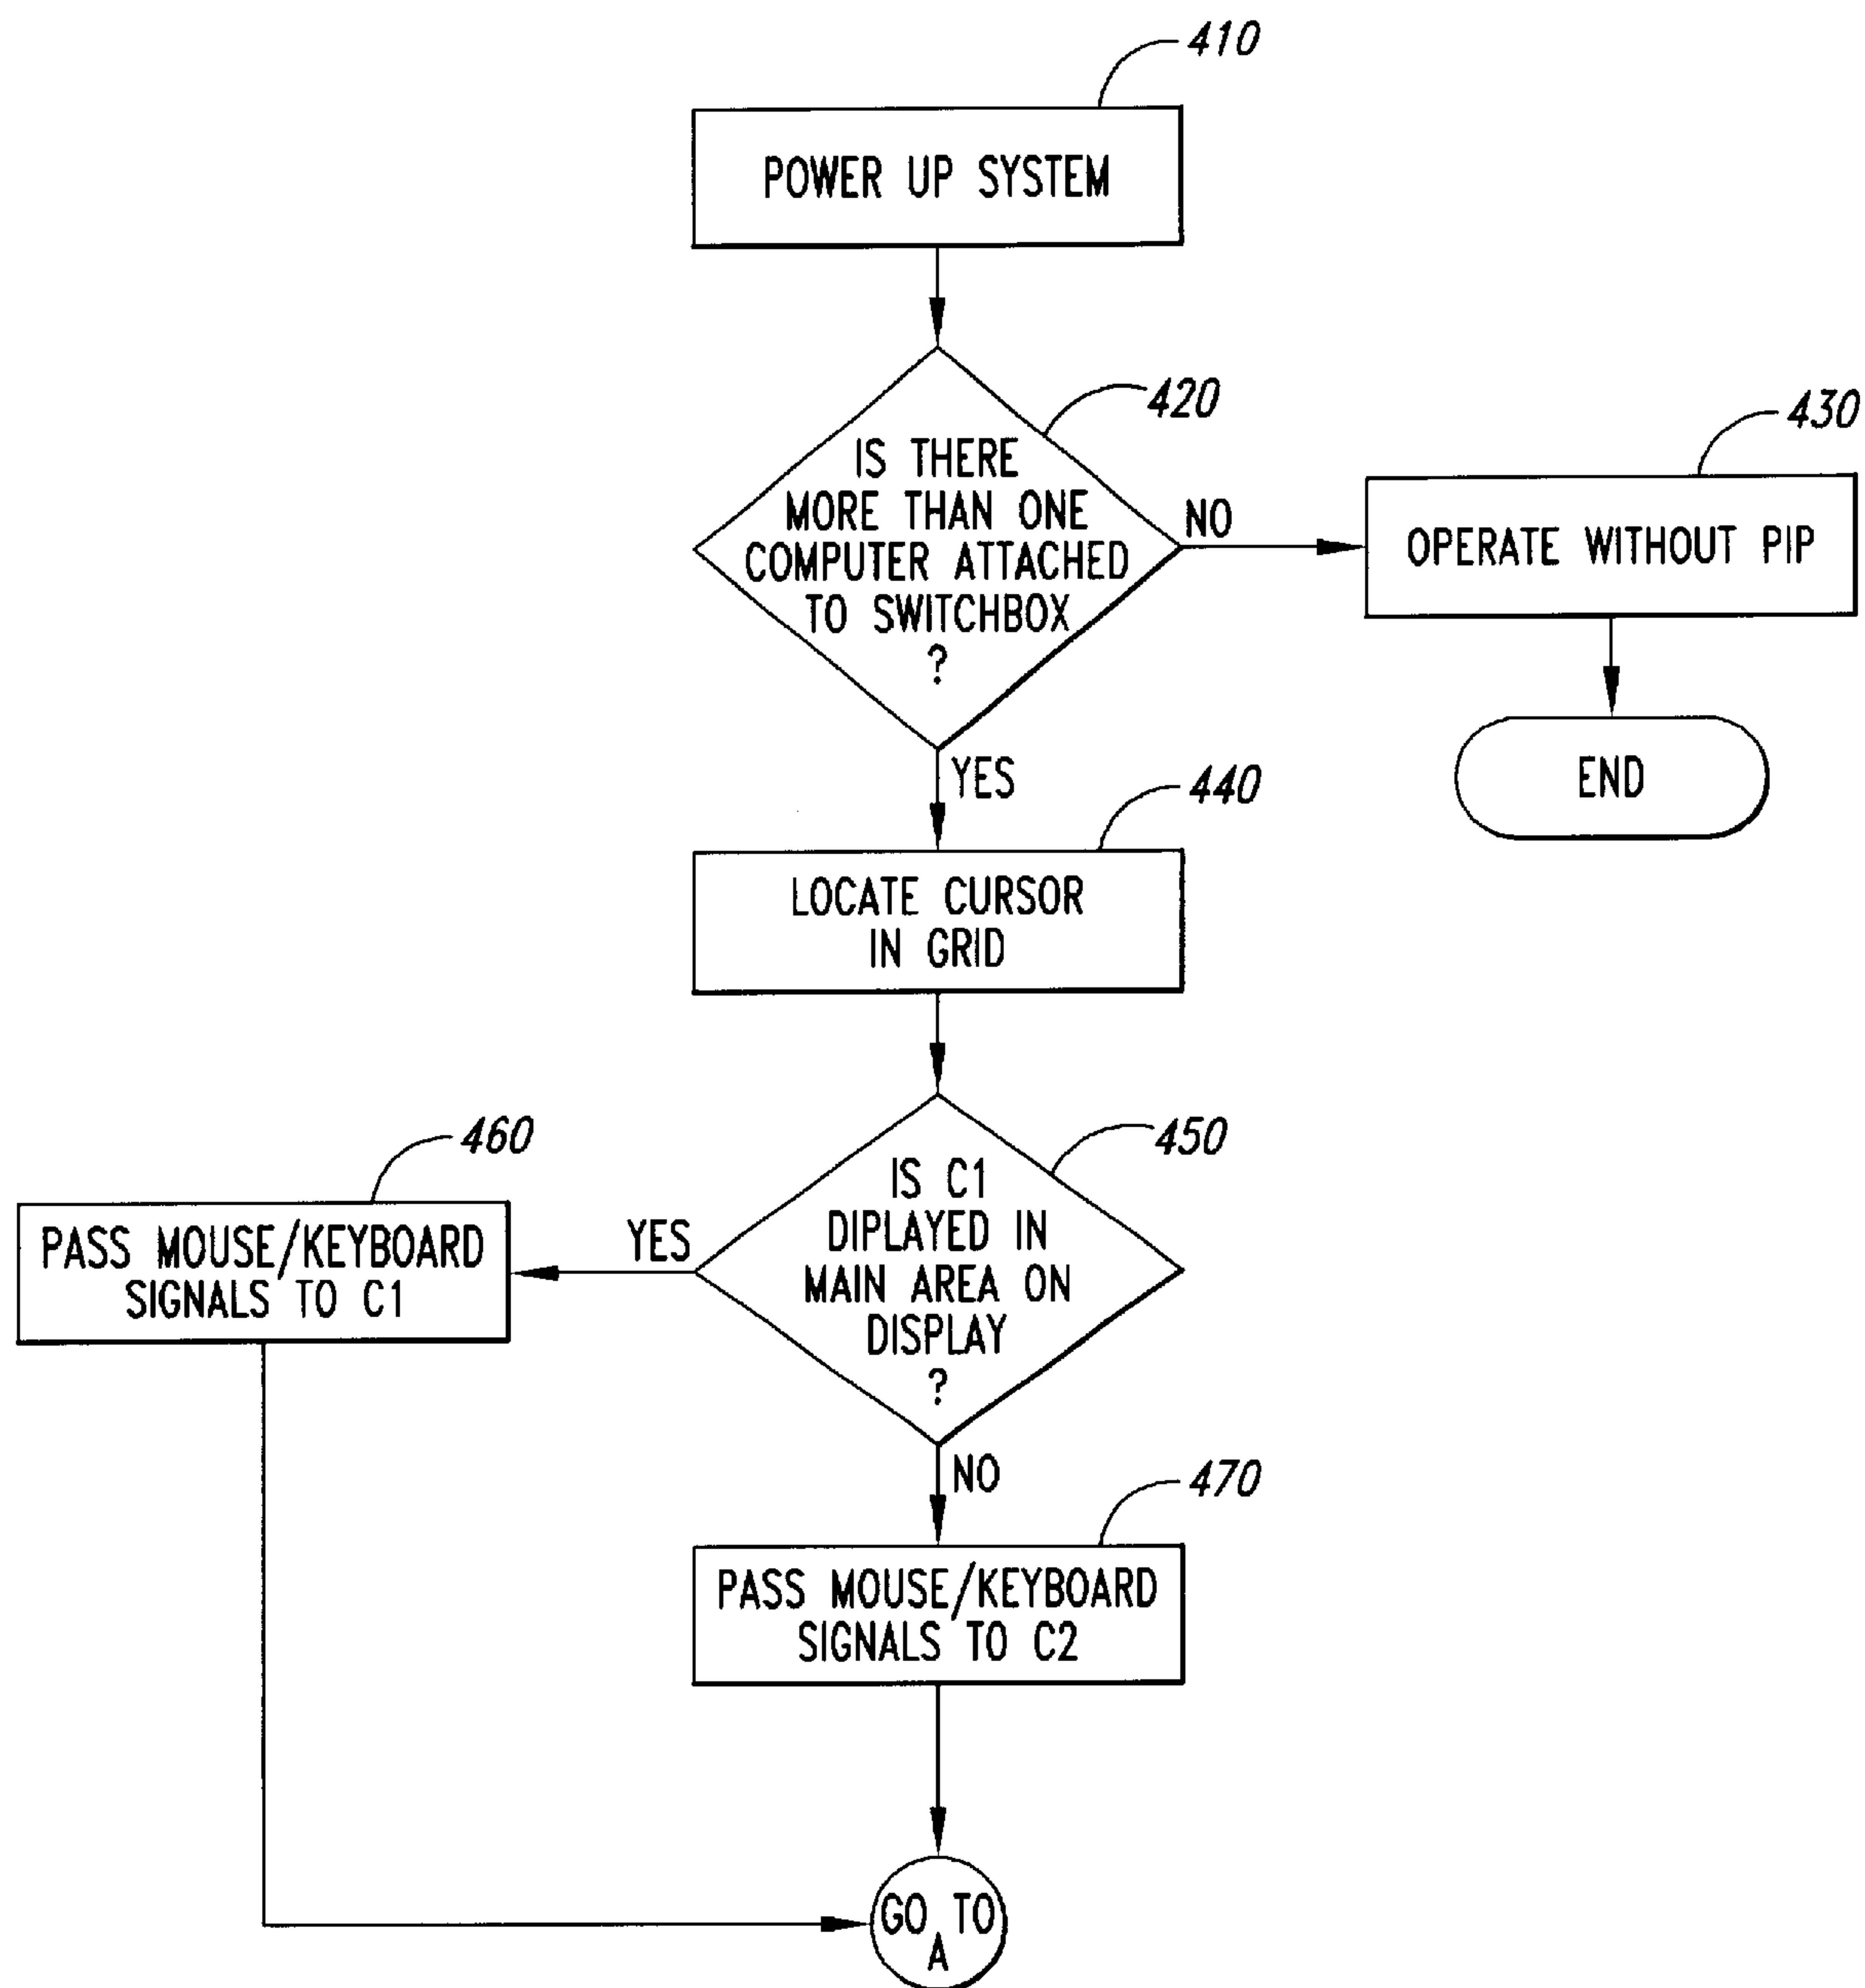 410
POWER UP SYSTEM
420
IS THERE
MORE THAN ONE
COMPUTER ATTACHED
TO SWITCHBOX
?
NO
430
OPERATE WITHOUT PIP
END
YES
440
LOCATE CURSOR
IN GRID
450
IS C1
DIPLAYED IN
MAIN AREA ON
DISPLAY
?
YES
460
PASS MOUSE/KEYBOARD
SIGNALS TO C1
NO
470
PASS MOUSE/KEYBOARD
SIGNALS TO C2
GO TO
A